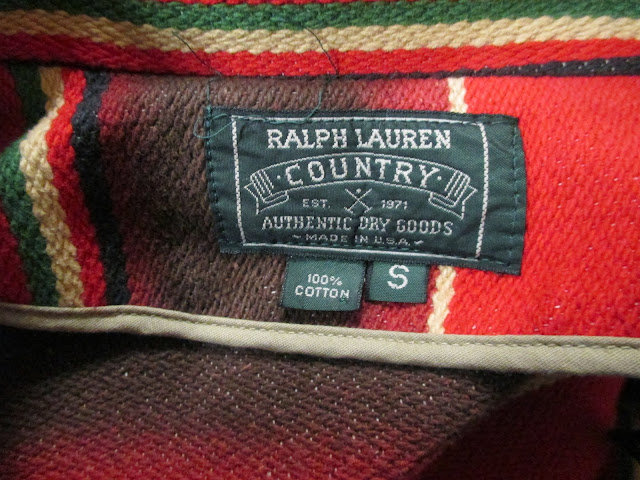 RALPH LAUREN
COUNTRY
EST. 1971
AUTHENTIC DRY GOODS
~ MADE IN U.S.A. ~
100%
COTTON
S